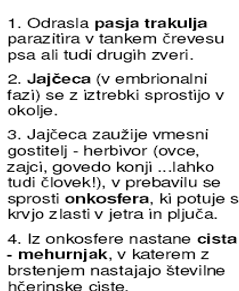 1. Odrasla pasja trakulja
parazitira v tankem črevesu
psa ali tudi drugih zveri.
2. Jajčeca (v embrionalni
fazi) se z iztrebki sprostijo v
okolje.
3. Jajčeca zaužije vmesni
gostitelj - herbivor (ovce,
zajci, govedo konji ...lahko
tudi človek!), v prebavilu se
sprosti onkosfera, ki potuje s
krvjo zlasti v jetra in pljuča.
4. Iz onkosfere nastane cista
- mehurnjak, v katerem z
brstenjem nastajajo številne
hčerinske ciste.